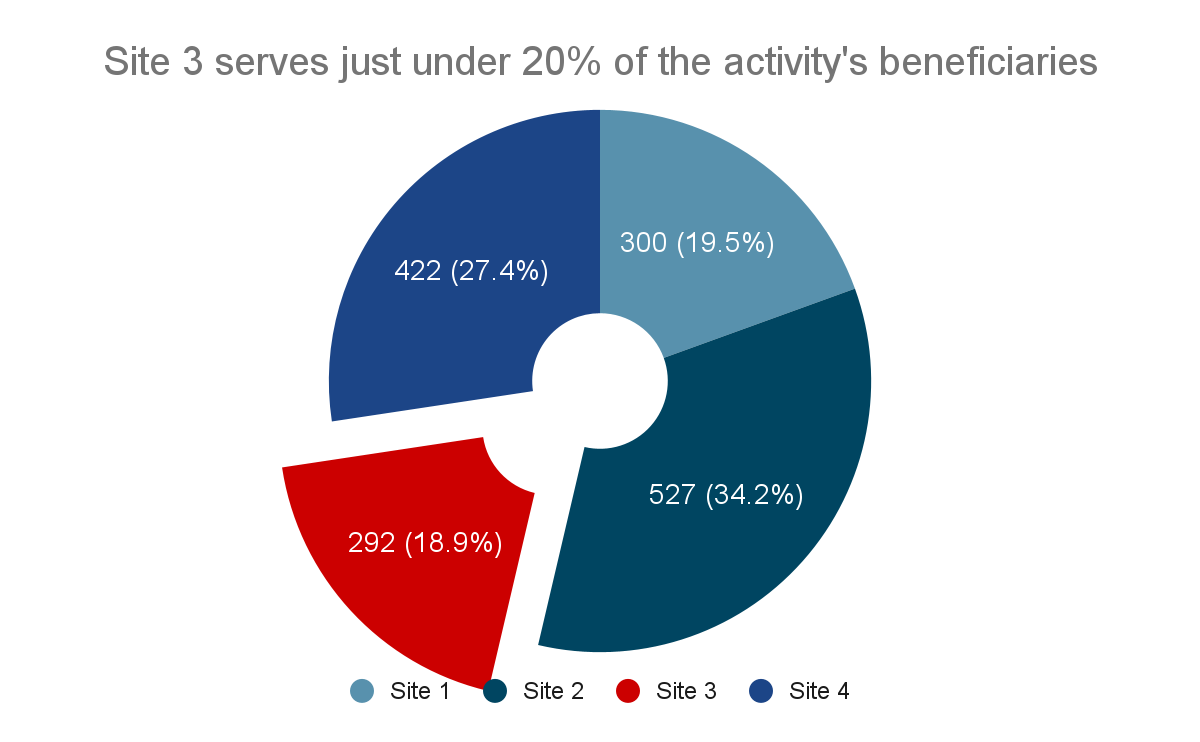 Site 3 serves just under 20% of the activity's beneficiaries
422 (27.4%)
300 (19.5%)
292 (18.9%)
527 (34.2%)
Site 1
Site 2
Site 3
Site 4